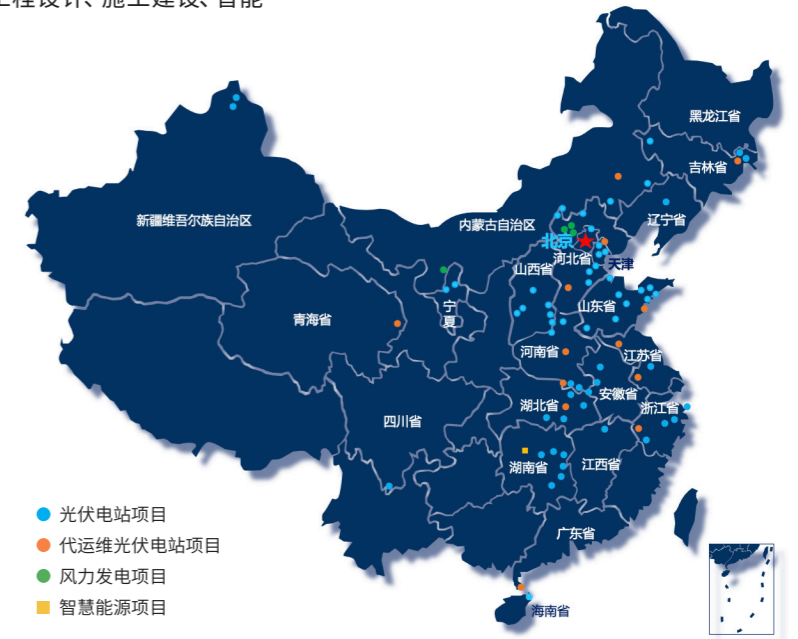 工程设计、施工建设、智能
黑龙江省
吉林省
辽宁省
新疆维吾尔族自治区
内蒙古自治区
北京
河北省
天津
山西省
宁夏
山东省
青海省
河南省
江苏省
安徽省
湖北省
浙江省
四川省
湖南省
江西省
广东省
海南省
光伏电站项目
代运维光伏电站项目
风力发电项目
智慧能源项目